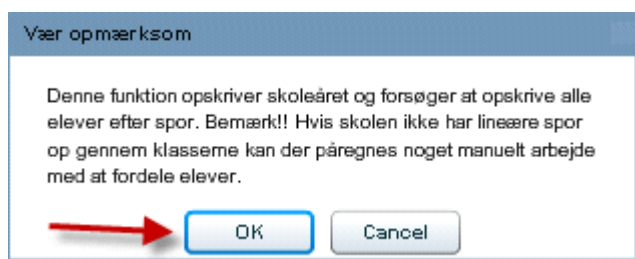 Vær opmærksom
Denne funktion opskriver skoleåret og forsøger at opskrive alle
elever efter spor. Bemærk!! Hvis skolen ikke har lineære spor
op gennem klasserne kan der påregnes noget manuelt arbejde
med at fordele elever.
OK Cancel